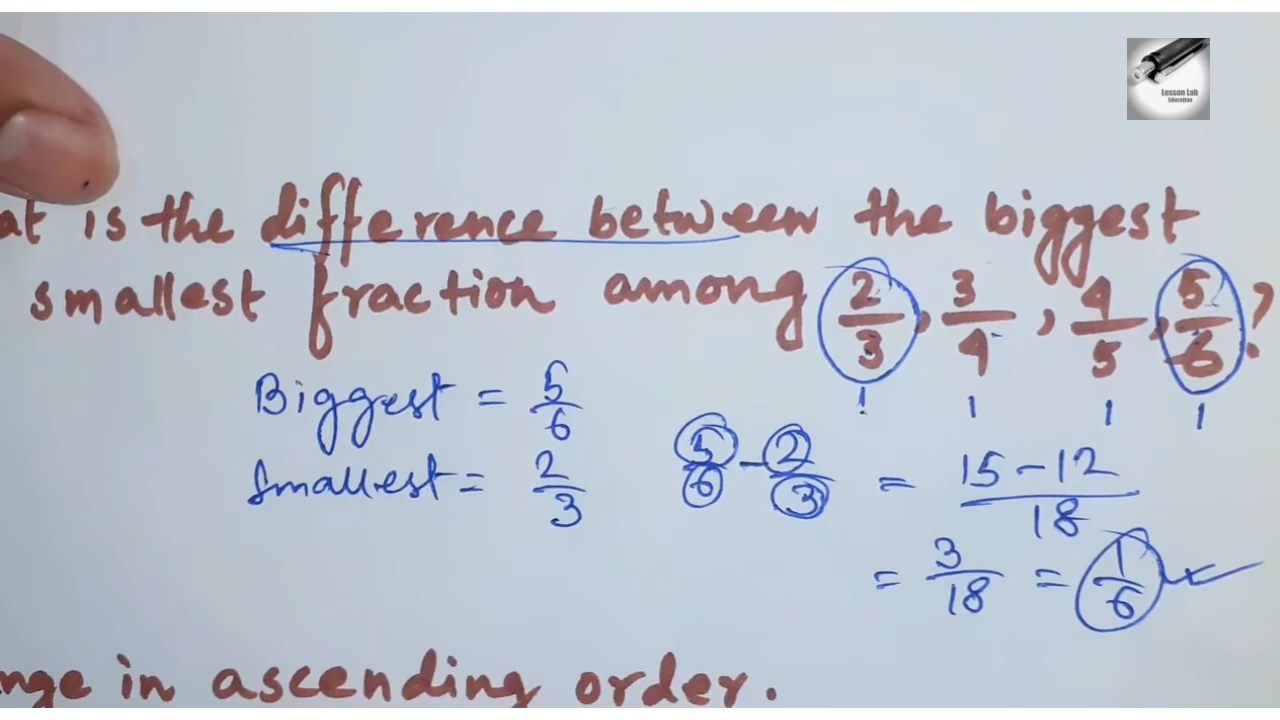 Lesson Lab
Education
at is the difference between the biggest
smallest fraction among 2/3, 3/4, 4/5, 5/6?
1 1 1 1
Biggest = 5/6
Smallest = 2/3
5/6 - 2/3 = 15-12/18
= 3/18 = 1/6
nge in ascending order.